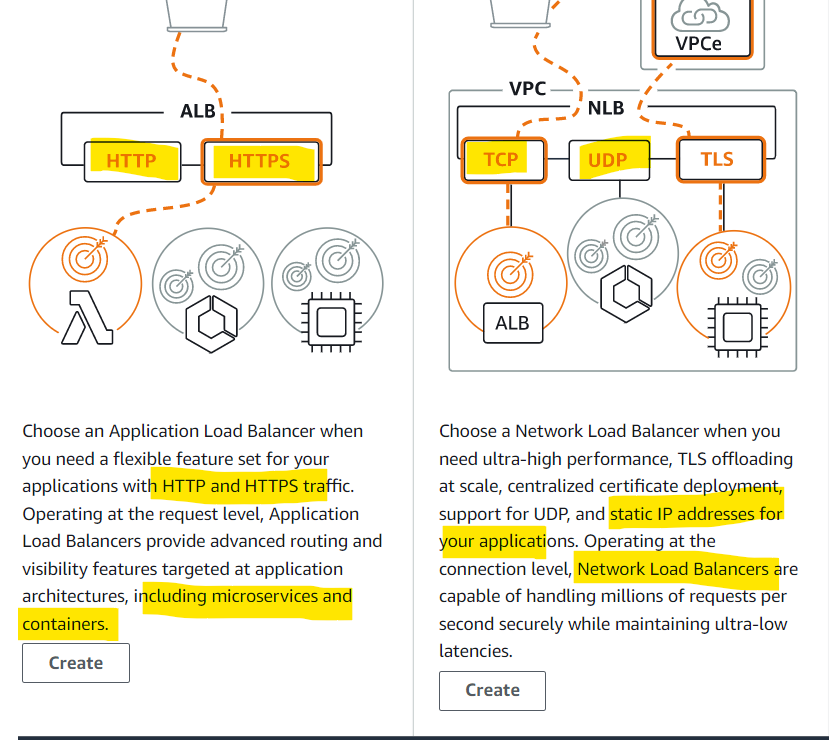 ALB
HTTP
HTTPS
Choose an Application Load Balancer when
you need a flexible feature set for your
applications with HTTP and HTTPS traffic.
Operating at the request level, Application
Load Balancers provide advanced routing and
visibility features targeted at application
architectures, including microservices and
containers.
Create
VPCe
VPC
NLB
TCP
UDP
TLS
ALB
Choose a Network Load Balancer when you
need ultra-high performance, TLS offloading
at scale, centralized certificate deployment,
support for UDP, and static IP addresses for
your applications. Operating at the
connection level, Network Load Balancers are
capable of handling millions of requests per
second securely while maintaining ultra-low
latencies.
Create